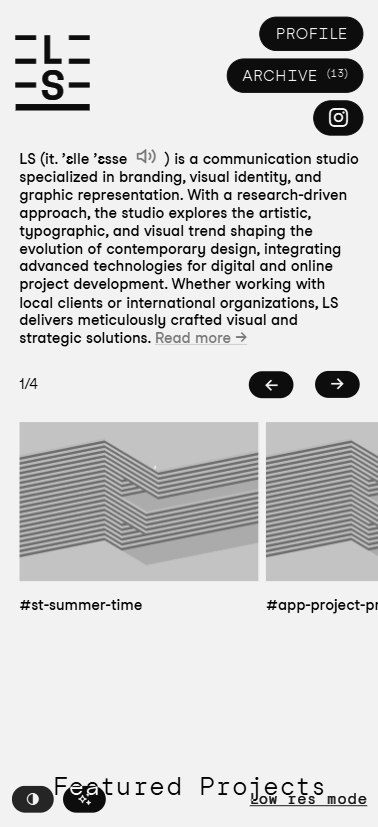 L
S
PROFILE
ARCHIVE (13)
LS (it. ’ɛlle ’ɛsse ) is a communication studio
specialized in branding, visual identity, and
graphic representation. With a research-driven
approach, the studio explores the artistic,
typographic, and visual trend shaping the
evolution of contemporary design, integrating
advanced technologies for digital and online
project development. Whether working with
local clients or international organizations, LS
delivers meticulously crafted visual and
strategic solutions. Read more →
1/4
← →
#st-summer-time
#app-project-pr
Featured Projects
Low res mode